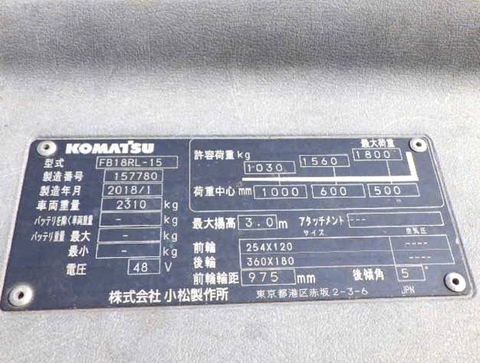 KOMATSU
型式 FB18RL-15
製造番号 157780
製造年月 2018/1
車両重量 2310 kg
バッテリを除く車両重量 - kg
バッテリ重量 最大 - kg
最小 - kg
電圧 48 V
最大荷重
許容荷重 kg 1030 1560 1800
荷重中心 mm 1000 600 500
最大揚高 3.0 m アタッチメント ---
サイズ 空気圧
前輪 254X120 ---
後輪 360X180 ---
前輪輪距 975 mm 後傾角 5°
株式会社 小松製作所 東京都港区赤坂2-3-6 JPN